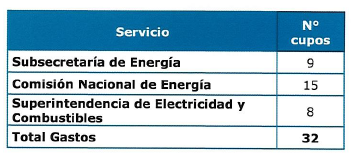 Servicio N° cupos
Subsecretaría de Energía 9
Comisión Nacional de Energía 15
Superintendencia de Electricidad y Combustibles 8
Total Gastos 32